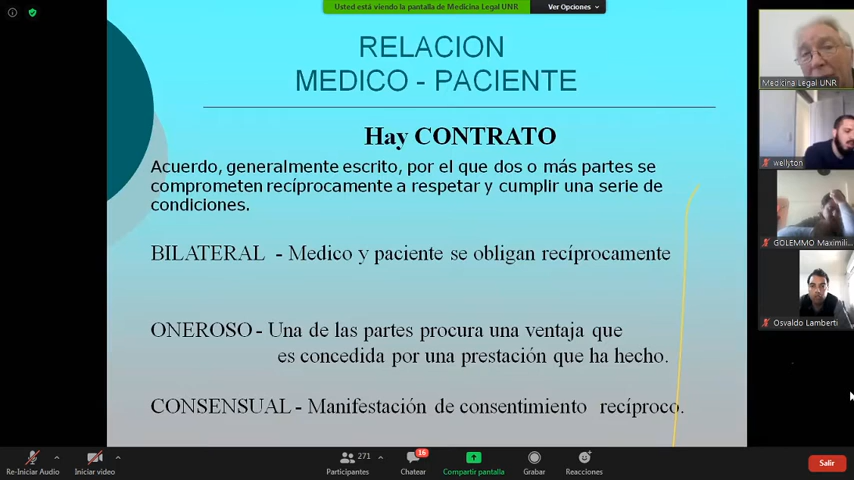 Usted está viendo la pantalla de Medicina Legal UNR
Ver Opciones
RELACION
MEDICO - PACIENTE
Hay CONTRATO
Acuerdo, generalmente escrito, por el que dos o más partes se
comprometen recíprocamente a respetar y cumplir una serie de
condiciones.
BILATERAL - Medico y paciente se obligan recíprocamente
ONEROSO - Una de las partes procura una ventaja que
es concedida por una prestación que ha hecho.
CONSENSUAL - Manifestación de consentimiento recíproco.
Medicina Legal UNR
wellyton
GOLEMMO Maximili...
Osvaldo Lamberti
Re-Iniciar Audio
Iniciar video
271
Participantes
16
Chatear
Compartir pantalla
Grabar
Reacciones
Salir